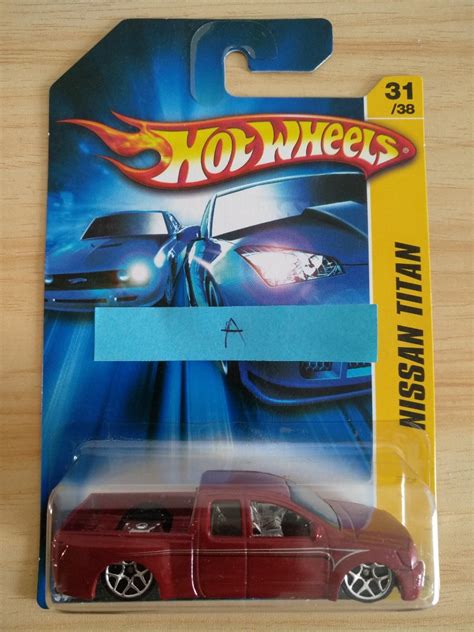 31
/38
HOT WHEELS®
NISSAN TITAN
A